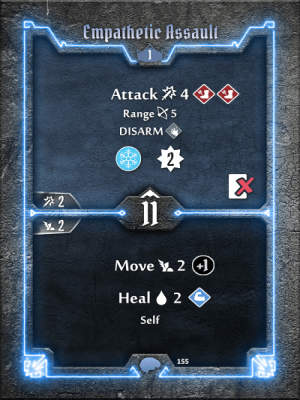 Empathetic Assault
1
Attack 4
Range 5
DISARM
2
2
2
11
Move 2 +1
Heal 2
Self
155